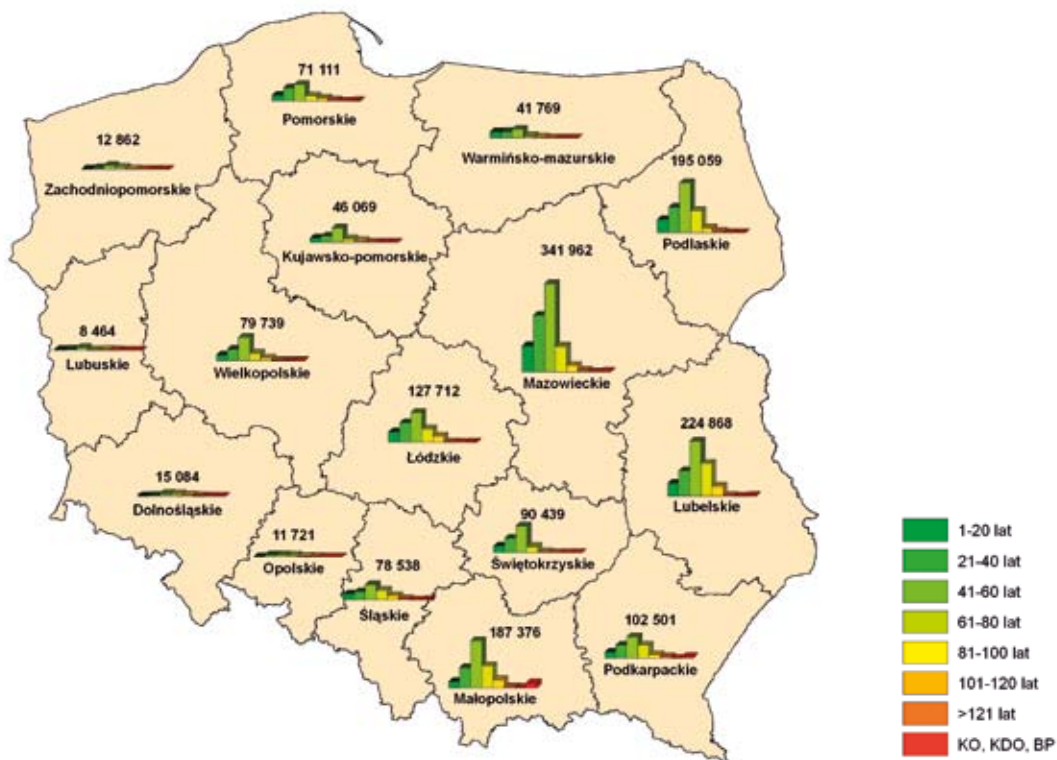 71 111
Pomorskie
41 769
Warmińsko-mazurskie
12 862
Zachodniopomorskie
195 059
Podlaskie
46 069
Kujawsko-pomorskie
341 962
Mazowieckie
8 464
Lubuskie
79 739
Wielkopolskie
127 712
Łódzkie
224 868
Lubelskie
15 084
Dolnośląskie
11 721
Opolskie
78 538
Śląskie
90 439
Świętokrzyskie
187 376
Małopolskie
102 501
Podkarpackie
1-20 lat
21-40 lat
41-60 lat
61-80 lat
81-100 lat
101-120 lat
>121 lat
KO, KDO, BP